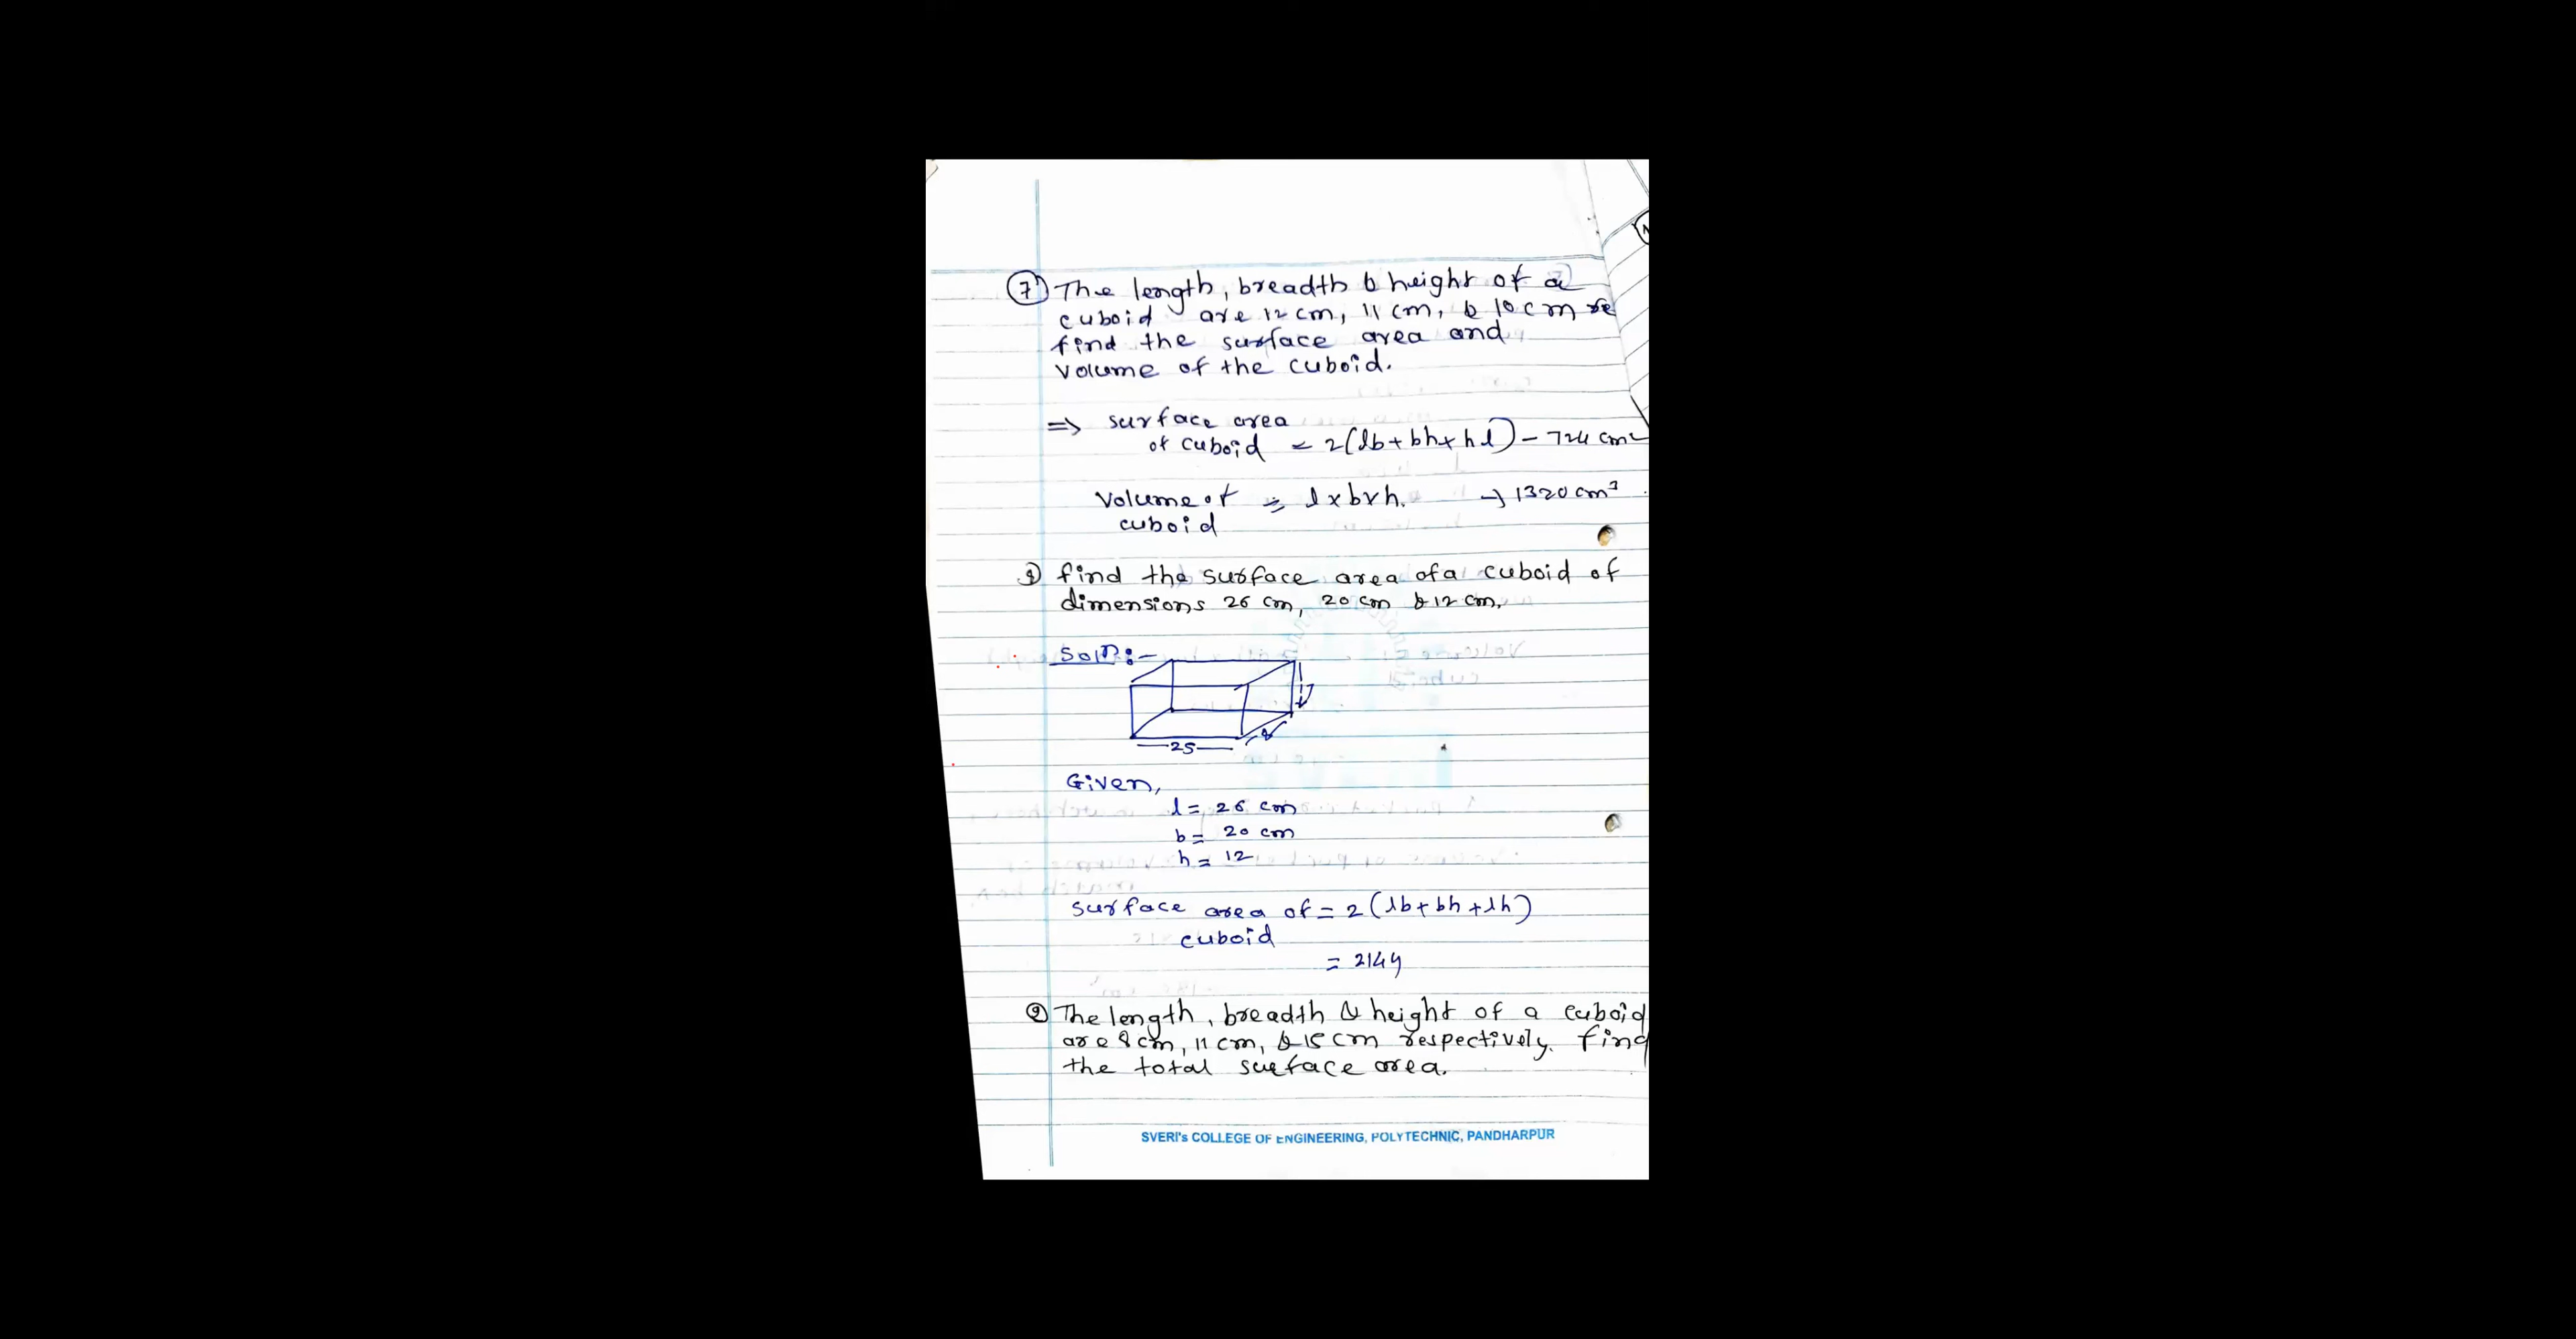 7) The length, breadth & height of a
cuboid are 12 cm, 11 cm, & 10 cm re
find the surface area and
volume of the cuboid.
⇒ surface area
of cuboid = 2(lb+bh+hl) – 724 cm²
Volume of = l×b×h. → 1320 cm³
cuboid
8) find the surface area of a cuboid of
dimensions 26 cm, 20 cm & 12 cm.
Solⁿ:-
25
Given,
l = 26 cm
b = 20 cm
h = 12
surface area of = 2(lb+bh+lh)
cuboid
= 2144
9) The length, breadth & height of a cuboid
are 8 cm, 11 cm, & 15 cm respectively. find
the total surface area.
SVERI's COLLEGE OF ENGINEERING, POLYTECHNIC, PANDHARPUR